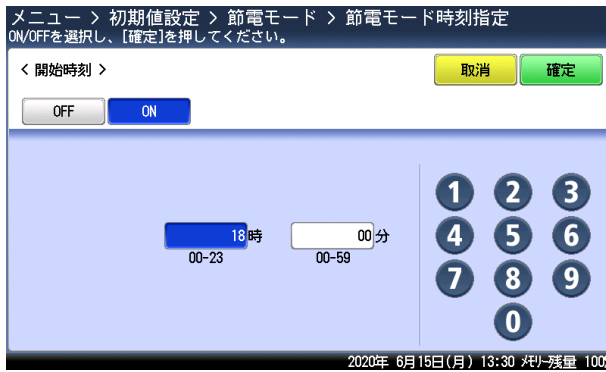 メニュー > 初期値設定 > 節電モード > 節電モード時刻指定
ON/OFFを選択し、[確定]を押してください。
< 開始時刻 >
取消 確定
OFF ON
1 2 3
18 時 00 分
4 5 6
00-23 00-59
7 8 9
0
2020年 6月15日(月) 13:30 メモリー残量 100%